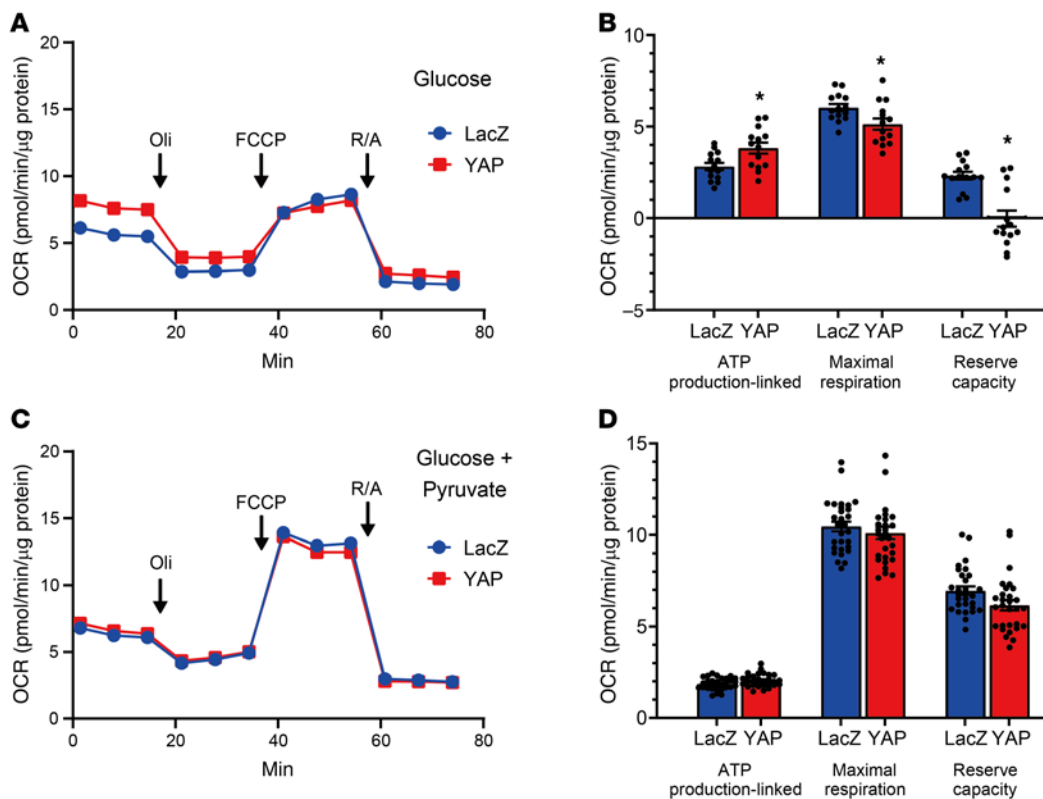 A
OCR (pmol/min/μg protein)
20
15
10
5
0
Glucose
LacZ
YAP
Oli
FCCP
R/A
0
20
40
60
80
Min
B
OCR (pmol/min/μg protein)
10
5
0
–5
*
*
*
LacZ YAP
LacZ YAP
LacZ YAP
ATP
production-linked
Maximal
respiration
Reserve
capacity
C
OCR (pmol/min/μg protein)
20
15
10
5
0
Glucose +
Pyruvate
LacZ
YAP
Oli
FCCP
R/A
0
20
40
60
80
Min
D
OCR (pmol/min/μg protein)
15
10
5
0
LacZ YAP
LacZ YAP
LacZ YAP
ATP
production-linked
Maximal
respiration
Reserve
capacity